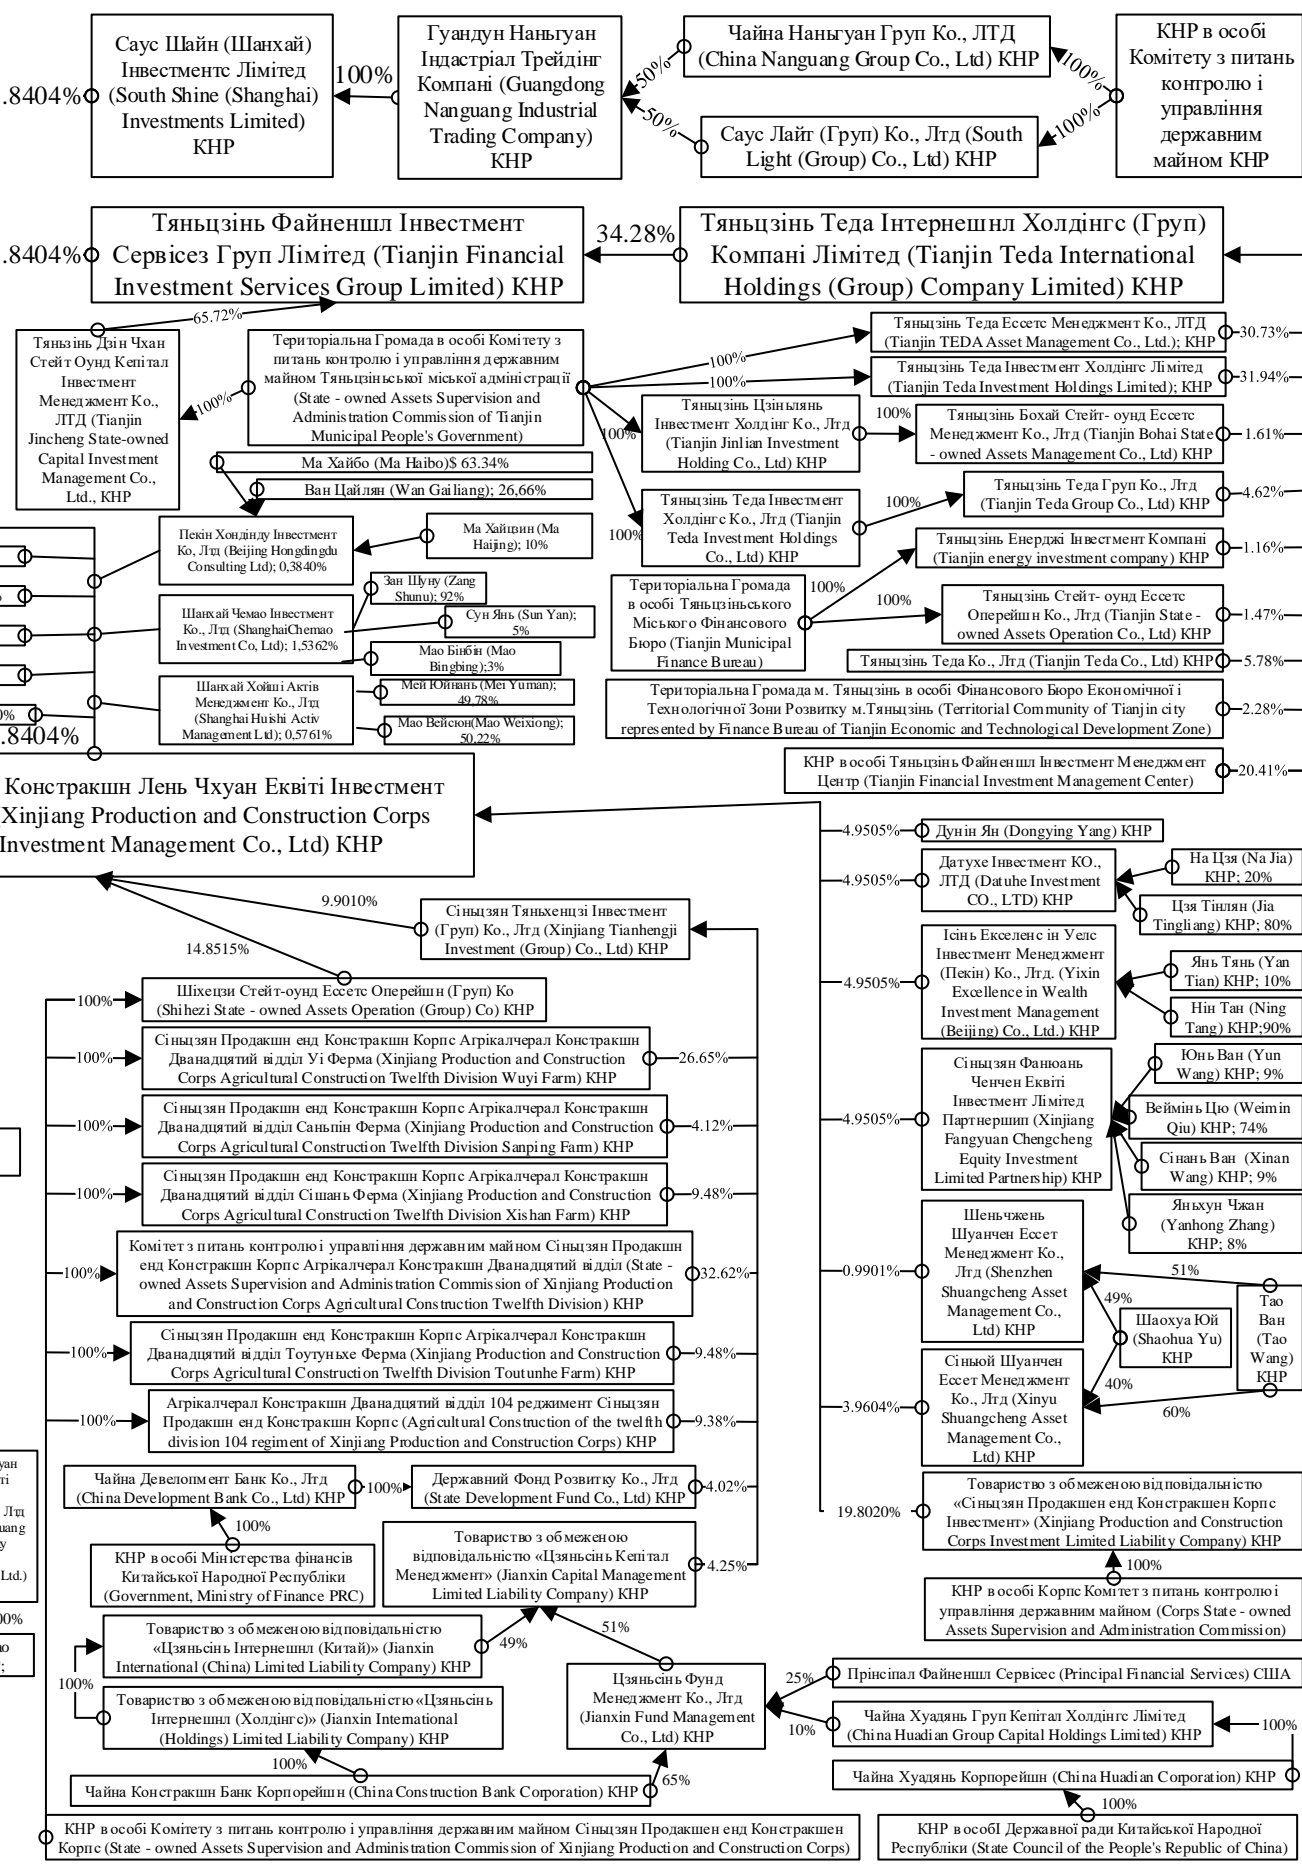 Саус Шайн (Шанхай)
Інвестментс Лімітед
(South Shine (Shanghai)
Investments Limited)
КНР
.8404%
100%
Гуандун Наньгуан
Індастріал Трейдінг
Компані (Guangdong
Nanguang Industrial
Trading Company)
КНР
50%
50%
Чайна Наньгуан Груп Ко., ЛТД
(China Nanguang Group Co., Ltd) КНР
Саус Лайт (Груп) Ко., Лтд (South
Light (Group) Co., Ltd) КНР
100%
100%
КНР в особі
Комітету з питань
контролю і
управління
державним
майном КНР
.8404%
Тяньцзінь Файненшл Інвестмент
Сервісез Груп Лімітед (Tianjin Financial
Investment Services Group Limited) КНР
34.28%
Тяньцзінь Теда Інтернешнл Холдінгс (Груп)
Компані Лімітед (Tianjin Teda International
Holdings (Group) Company Limited) КНР
65.72%
Тяньзінь Дзін Чхан
Стейт Оунд Кепітал
Інвестмент
Менеджмент Ко.,
ЛТД (Tianjin
Jincheng State-owned
Capital Investment
Management Co.,
Ltd., КНР
100%
Територіальна Громада в особі Комітету з
питань контролю і управління державним
майном Тяньцзіньської міської адміністрації
(State - owned Assets Supervision and
Administration Commission of Tianjin
Municipal People's Government)
100%
100%
100%
100%
Тяньцзінь Теда Ессетс Менеджмент Ко., ЛТД
(Tianjin TEDA Asset Management Co., Ltd.); КНР
30.73%
Тяньцзінь Теда Інвестмент Холдінгс Лімітед
(Tianjin Teda Investment Holdings Limited); КНР
31.94%
Тяньцзінь Цзіньлянь
Інвестмент Холдінг Ко., Лтд
(Tianjin Jinlian Investment
Holding Co., Ltd) КНР
100%
Тяньцзінь Бохай Стейт- оунд Ессетс
Менеджмент Ко., Лтд (Tianjin Bohai State
- owned Assets Management Co., Ltd) КНР
1.61%
Тяньцзінь Теда Інвестмент
Холдінгс Ко., Лтд (Tianjin
Teda Investment Holdings
Co., Ltd) КНР
100%
Тяньцзінь Теда Груп Ко., Лтд
(Tianjin Teda Group Co., Ltd) КНР
4.62%
Тяньцзінь Енерджі Інвестмент Компані
(Tianjin energy investment company) КНР
1.16%
Територіальна Громада
в особі Тяньцзіньського
Міського Фінансового
Бюро (Tianjin Municipal
Finance Bureau)
100%
100%
Тяньцзінь Стейт- оунд Ессетс
Оперейшн Ко., Лтд (Tianjin State -
owned Assets Operation Co., Ltd) КНР
1.47%
Тяньцзінь Теда Ко., Лтд (Tianjin Teda Co., Ltd) КНР
5.78%
Територіальна Громада м. Тяньцзінь в особі Фінансового Бюро Економічної і
Технологічної Зони Розвитку м.Тяньцзінь (Territorial Community of Tianjin city
represented by Finance Bureau of Tianjin Economic and Technological Development Zone)
2.28%
КНР в особі Тяньцзінь Файненшл Інвестмент Менеджмент
Центр (Tianjin Financial Investment Management Center)
20.41%
Ма Хайбо (Ma Haibo)$ 63.34%
Ван Цайлян (Wan Gailiang); 26,66%
Пекін Хондінду Інвестмент
Ко, Лтд (Beijing Hongdingdu
Consulting Ltd); 0,3840%
Ма Хайцзин (Ma
Haijing); 10%
Шанхай Чемао Інвестмент
Ко., Лтд (ShanghaiChemao
Investment Co, Ltd); 1,5362%
Зан Шуну (Zang
Shunu); 92%
Сун Янь (Sun Yan);
5%
Мао Бінбін (Mao
Bingbing;3%
Шанхай Хойші Актів
Менеджмент Ко., Лтд
(Shanghai Huishi Activ
Management Ltd); 0,5761%
Мей Юйнань (Mei Yuman);
49,78%
Мао Вейсюн(Mao Weixiong);
50,22%
%
0%
.8404%
Констракшн Лень Чхуан Еквіті Інвестмент
Xinjiang Production and Construction Corps
Investment Management Co., Ltd) КНР
9.9010%
14.8515%
Сіньцзян Тяньхенцзі Інвестмент
(Груп) Ко., Лтд (Xinjiang Tianhengji
Investment (Group) Co., Ltd) КНР
100%
Шіхецзи Стейт-оунд Ессетс Оперейшн (Груп) Ко
(Shihezi State - owned Assets Operation (Group) Co) КНР
100%
Сіньцзян Продакшн енд Констракшн Корпс Агрікалчерал Констракшн
Дванадцятий відділ Уі Ферма (Xinjiang Production and Construction
Corps Agricultural Construction Twelfth Division Wuyi Farm) КНР
26.65%
100%
Сіньцзян Продакшн енд Констракшн Корпс Агрікалчерал Констракшн
Дванадцятий відділ Саньпін Ферма (Xinjiang Production and Construction
Corps Agricultural Construction Twelfth Division Sanping Farm) КНР
4.12%
100%
Сіньцзян Продакшн енд Констракшн Корпс Агрікалчерал Констракшн
Дванадцятий відділ Сішань Ферма (Xinjiang Production and Construction
Corps Agricultural Construction Twelfth Division Xishan Farm) КНР
9.48%
100%
Комітет з питань контролю і управління державним майном Сіньцзян Продакшн
енд Констракшн Корпс Агрікалчерал Констракшн Дванадцятий відділ (State -
owned Assets Supervision and Administration Commission of Xinjiang Production
and Construction Corps Agricultural Construction Twelfth Division) КНР
32.62%
100%
Сіньцзян Продакшн енд Констракшн Корпс Агрікалчерал Констракшн
Дванадцятий відділ Тоутуньхе Ферма (Xinjiang Production and Construction
Corps Agricultural Construction Twelfth Division Toutunhe Farm) КНР
9.48%
100%
Агрікалчерал Констракшн Дванадцятий відділ 104 реджимент Сіньцзян
Продакшн енд Констракшн Корпс (Agricultural Construction of the twelfth
division 104 regiment of Xinjiang Production and Construction Corps) КНР
9.38%
Чайна Девелопмент Банк Ко., Лтд
(China Development Bank Co., Ltd) КНР
100%
Державний Фонд Розвитку Ко., Лтд
(State Development Fund Co., Ltd) КНР
4.02%
100%
КНР в особі Міністерства фінансів
Китайської Народної Республіки
(Government, Ministry of Finance PRC)
Товариство з обмеженою
відповідальністю «Цзяньсінь Кепітал
Менеджмент» (Jianxin Capital Management
Limited Liability Company) КНР
4.25%
Товариство з обмеженою відповідальністю
«Цзяньсінь Інтернешнл (Китай)» (Jianxin
International (China) Limited Liability Company) КНР
49%
51%
100%
Товариство з обмеженою відповідальністю «Цзяньсінь
Інтернешнл (Холдінгс)» (Jianxin International
(Holdings) Limited Liability Company) КНР
100%
Цзяньсінь Фунд
Менеджмент Ко., Лтд
(Jianxin Fund Management
Co., Ltd) КНР
Чайна Констракшн Банк Корпорейшн (China Construction Bank Corporation) КНР
65%
25%
10%
Прінсіпал Файненшл Сервісес (Principal Financial Services) США
Чайна Хуадянь Груп Кепітал Холдінгс Лімітед
(China Huadian Group Capital Holdings Limited) КНР
100%
Чайна Хуадянь Корпорейшн (China Huadian Corporation) КНР
100%
КНР в особі Державної ради Китайської Народної
Республіки (State Council of the People's Republic of China)
КНР в особі Комітету з питань контролю і управління державним майном Сіньцзян Продакшен енд Констракшен
Корпс (State - owned Assets Supervision and Administration Commission of Xinjiang Production and Construction Corps)
4.9505%
Дунін Ян (Dongying Yang) КНР
4.9505%
Датухе Інвестмент КО.,
ЛТД (Datuhe Investment
CO., LTD) КНР
На Цзя (Na Jia)
КНР; 20%
Цзя Тінлян (Jia
Tingliang) КНР; 80%
4.9505%
Ісінь Екселенс ін Уелс
Інвестмент Менеджмент
(Пекін) Ко., Лтд. (Yixin
Excellence in Wealth
Investment Management
(Beijing) Co., Ltd.) КНР
Янь Тянь (Yan
Tian) КНР; 10%
Нін Тан (Ning
Tang) КНР;90%
4.9505%
Сіньцзян Фанюань
Ченчен Еквіті
Інвестмент Лімітед
Партнершип (Xinjiang
Fangyuan Chengcheng
Equity Investment
Limited Partnership) КНР
Юнь Ван (Yun
Wang) КНР; 9%
Веймінь Цю (Weimin
Qiu) КНР; 74%
Сінань Ван (Xinan
Wang) КНР; 9%
Яньхун Чжан
(Yanhong Zhang)
КНР; 8%
0.9901%
Шеньчжень
Шуанчен Ессет
Менеджмент Ко.,
Лтд (Shenzhen
Shuangcheng Asset
Management Co.,
Ltd) КНР
51%
49%
Шаохуа Юй
(Shaohua Yu)
КНР
Тао
Ван
(Tao
Wang)
КНР
40%
60%
3.9604%
Сіньюй Шуанчен
Ессет Менеджмент
Ко., Лтд (Xinyu
Shuangcheng Asset
Management Co.,
Ltd) КНР
19.8020%
Товариство з обмеженою відповідальністю
«Сіньцзян Продакшен енд Констракшен Корпс
Інвестмент» (Xinjiang Production and Construction
Corps Investment Limited Liability Company) КНР
100%
КНР в особі Корпс Комітет з питань контролю і
управління державним майном (Corps State - owned
Assets Supervision and Administration Commission)
уан
ті
Лтд
uang
y
Ltd.)
00%
ао
;